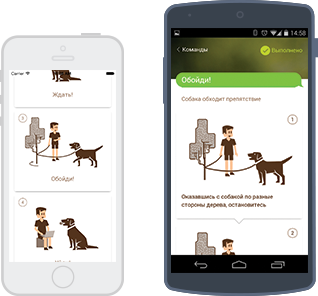 Carrier
Ждать!
3
Обойди!
4
14:58
Команды
Выполнено
Обойди!
Собака обходит препятствие
1
Оказавшись с собакой по разные
стороны дерева, остановитесь
2